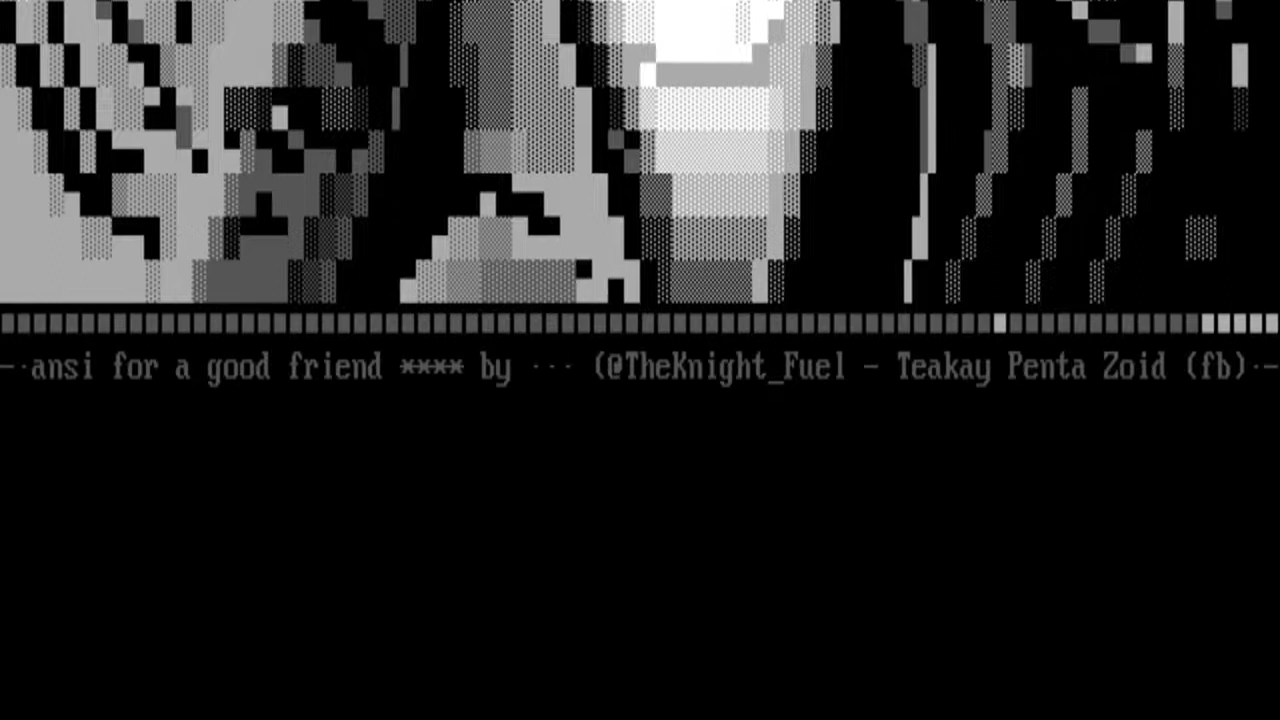 ─·ansi for a good friend **** by ··· (@TheKnight_Fuel - Teakay Penta Zoid (fb)·─